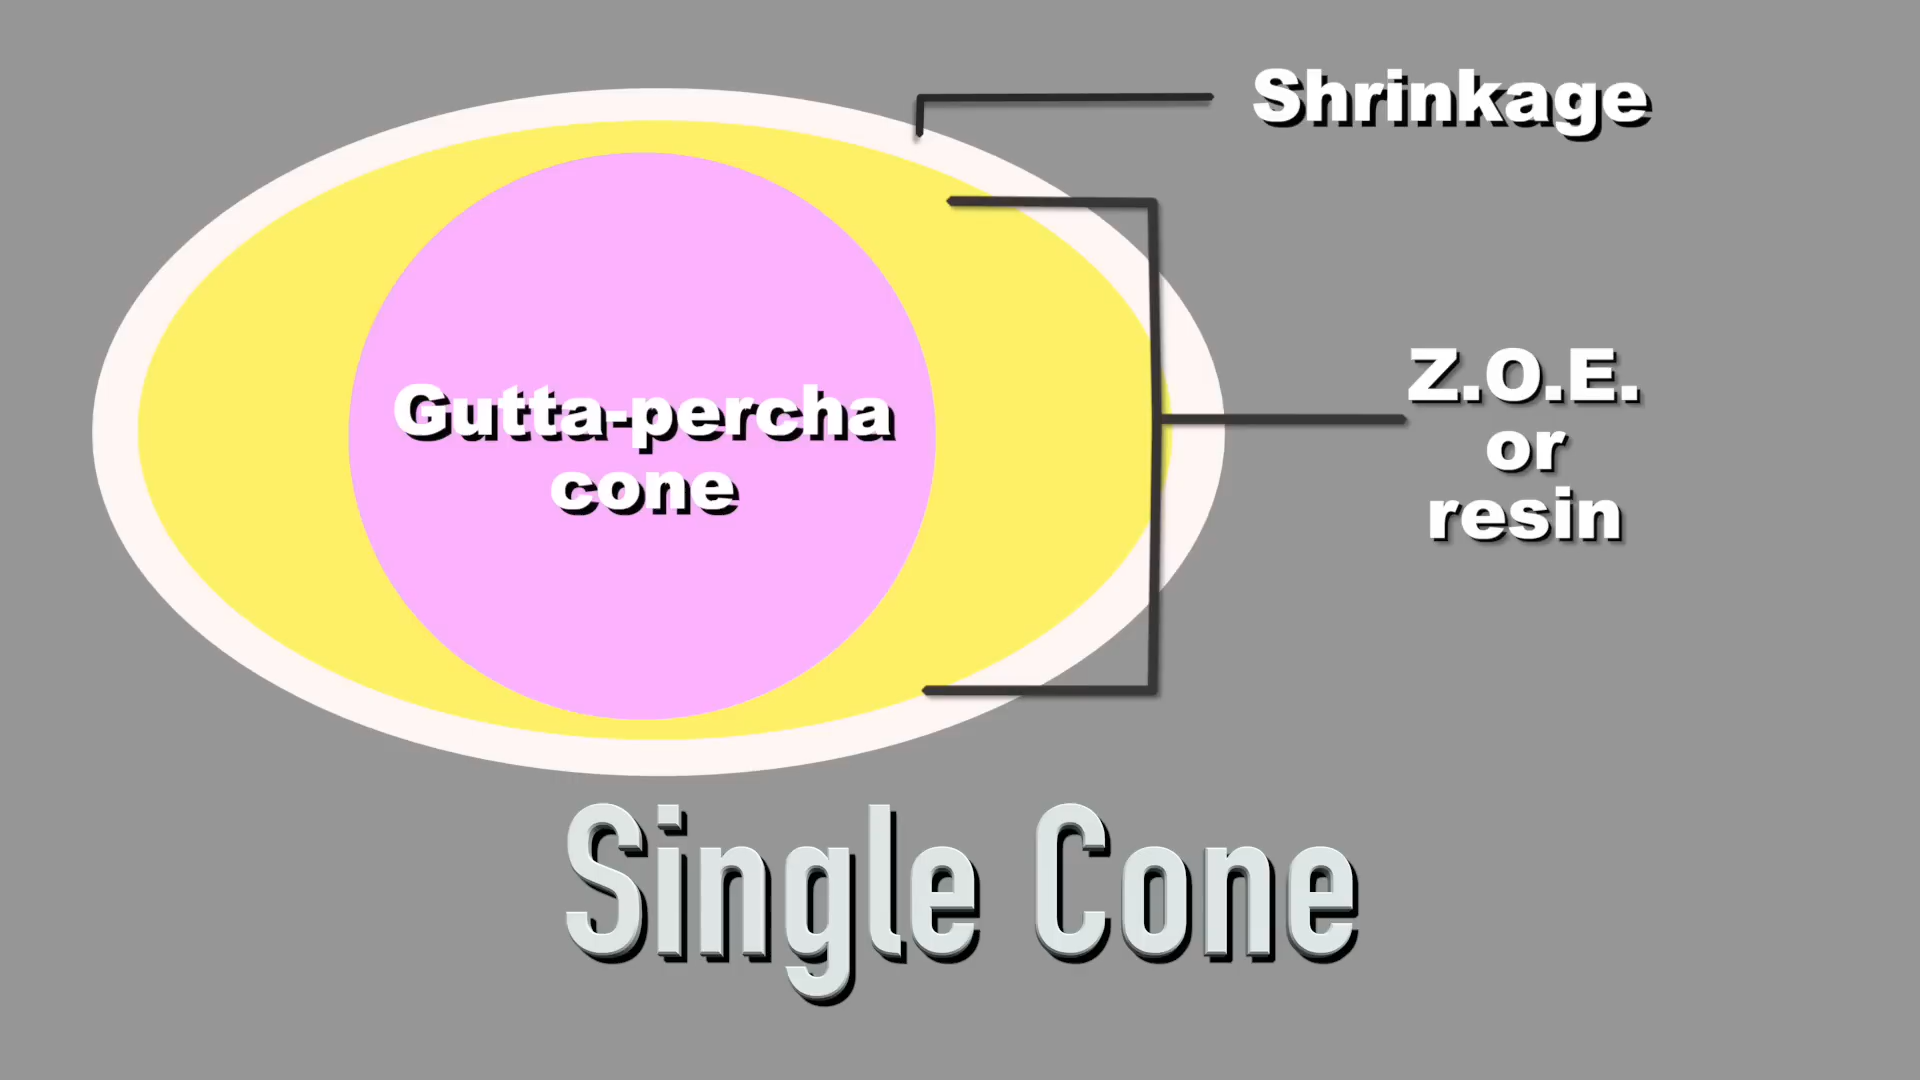 Shrinkage
Gutta-percha
cone
Z.O.E.
or
resin
Single Cone